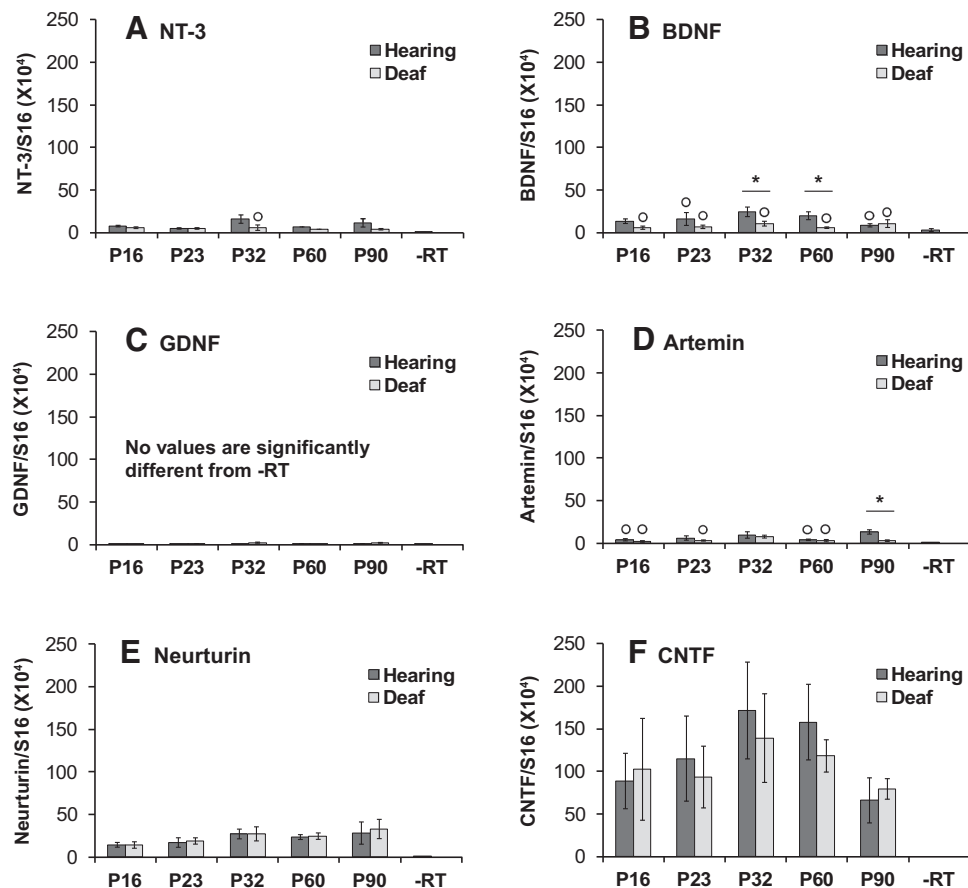 A NT-3
NT-3/S16 (X10⁴)
250
200
150
100
50
0
Hearing
Deaf
P16 P23 P32 P60 P90 -RT
B BDNF
BDNF/S16 (X10⁴)
250
200
150
100
50
0
Hearing
Deaf
* *
P16 P23 P32 P60 P90 -RT
C GDNF
GDNF/S16 (X10⁴)
250
200
150
100
50
0
Hearing
Deaf
No values are significantly
different from -RT
P16 P23 P32 P60 P90 -RT
D Artemin
Artemin/S16 (X10⁴)
250
200
150
100
50
0
Hearing
Deaf
*
P16 P23 P32 P60 P90 -RT
E Neurturin
Neurturin/S16 (X10⁴)
250
200
150
100
50
0
Hearing
Deaf
P16 P23 P32 P60 P90 -RT
F CNTF
CNTF/S16 (X10⁴)
250
200
150
100
50
0
Hearing
Deaf
P16 P23 P32 P60 P90 -RT